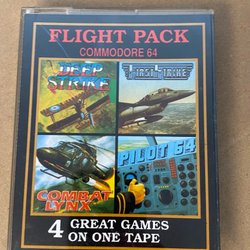 FLIGHT PACK
COMMODORE 64
DEEP STRIKE
FIRST STRIKE
COMBAT LYNX
PILOT 64
4 GREAT GAMES
ON ONE TAPE